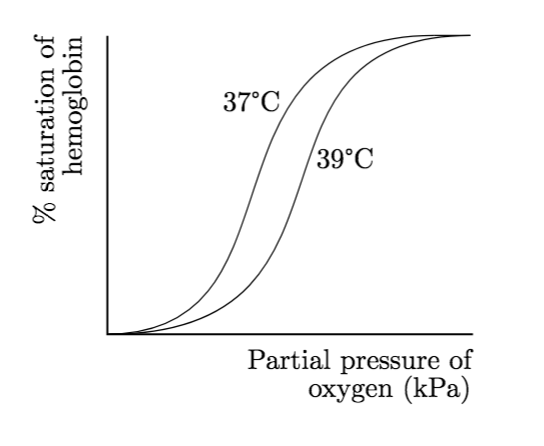 % saturation of
hemoglobin
37°C
39°C
Partial pressure of
oxygen (kPa)